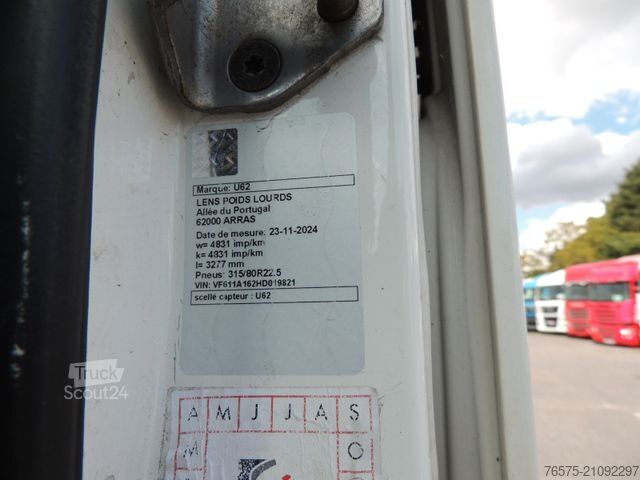 Marque: U62
LENS POIDS LOURDS
Allée du Portugal
62000 ARRAS
Date de mesure: 23-11-2024
w= 4831 imp/km
k= 4831 imp/km
l= 3277 mm
Pneus: 315/80R22.5
VIN: VF611A162HD019821
scellé capteur : U62
Truck
Scout24
A M J J A S
M O
76575-21092297